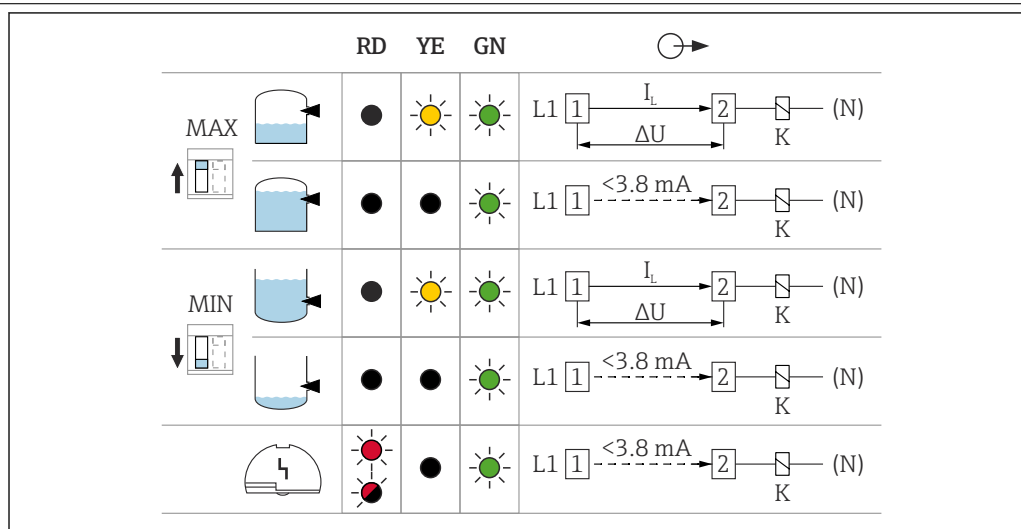 RD YE GN
MAX
L1 1 I_L 2 (N)
ΔU K
L1 1 <3.8 mA 2 (N)
K
MIN
L1 1 I_L 2 (N)
ΔU K
L1 1 <3.8 mA 2 (N)
K
L1 1 <3.8 mA 2 (N)
K